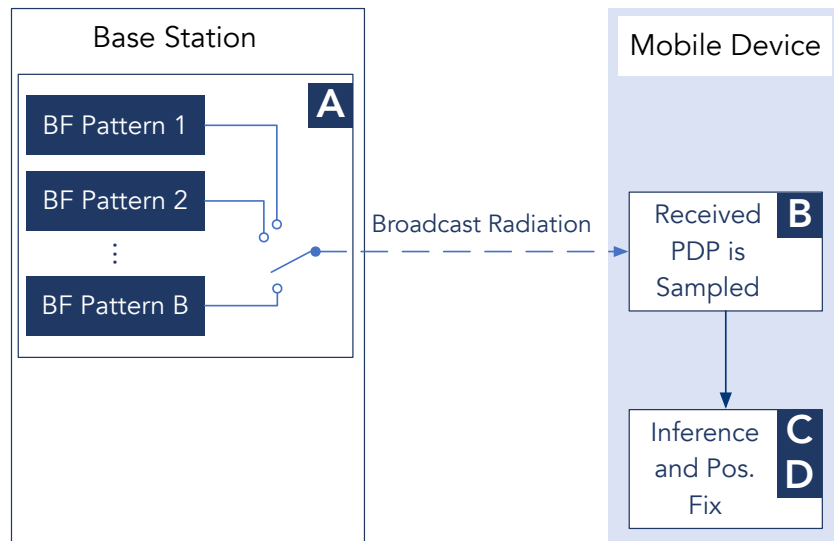 Base Station
A
BF Pattern 1
BF Pattern 2
⋮
BF Pattern B
Broadcast Radiation
Mobile Device
Received
PDP is
Sampled
B
Inference
and Pos.
Fix
C
D